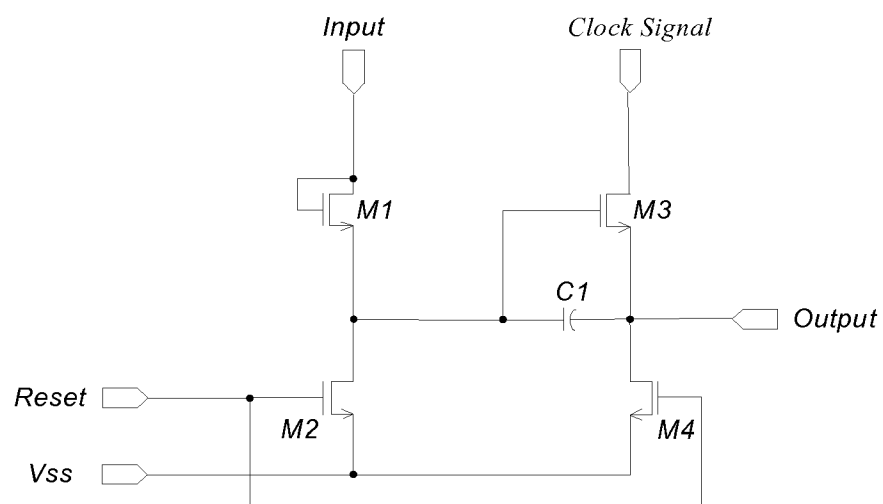 Input
Clock Signal
M1
M3
C1
Output
Reset
M2
M4
Vss